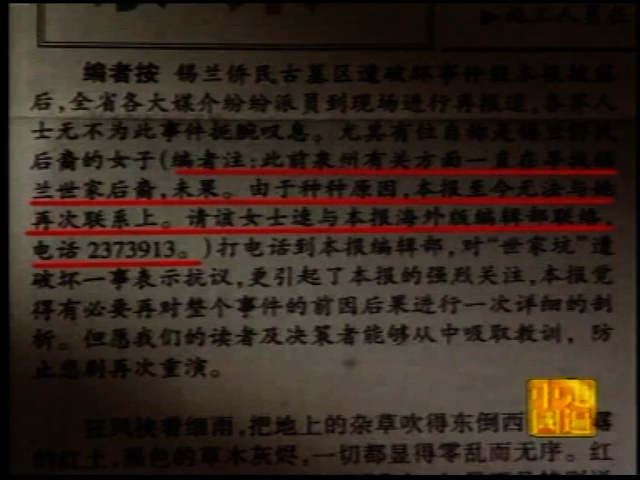 施工人员在
编者按 锡兰侨民古墓区遭破坏事件经本报披露
后,全省各大媒介纷纷派员到现场进行再报道,各界人
士无不为此事件扼腕叹息。尤其有位自称是锡兰侨民
后裔的女子(编者注:此前泉州有关方面一直在寻找锡
兰世家后裔,未果。由于种种原因,本报至今无法与她
再次联系上。请该女士速与本报海外版编辑部联络,
电话2373913。)打电话到本报编辑部,对“世家坑”遭
破坏一事表示抗议,更引起了本报的强烈关注,本报觉
得有必要再对整个事件的前因后果进行一次详细的剖
析。但愿我们的读者及决策者能够从中吸取教训,防
止悲剧再次重演。
狂风挟着细雨,把地上的杂草吹得东倒西
的红土,黑色的草木灰烬,一切都显得零乱而无序。红